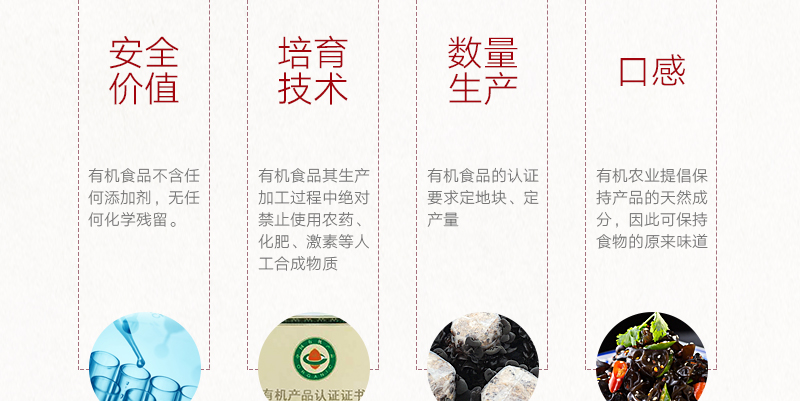 安全
价值
有机食品不含任
何添加剂，无任
何化学残留。
培育
技术
有机食品其生产
加工过程中绝对
禁止使用农药、
化肥、激素等人
工合成物质
有机产品认证证书
数量
生产
有机食品的认证
要求定地块、定
产量
口感
有机农业提倡保
持产品的天然成
分，因此可保持
食物的原来味道